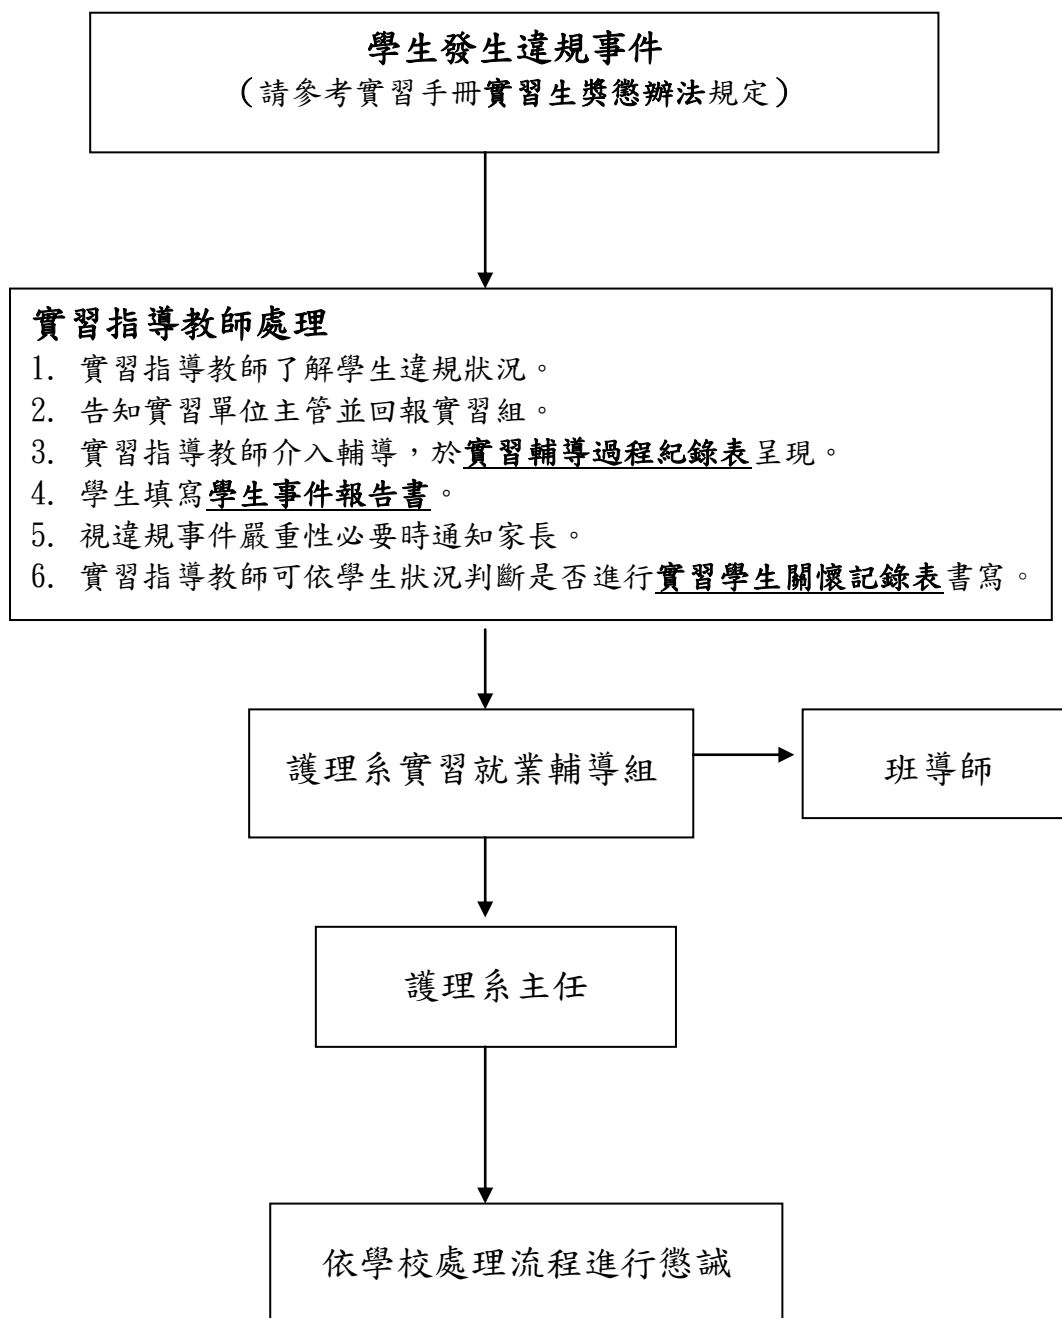 學生發生違規事件
(請參考實習手冊實習生獎懲辦法規定)
實習指導教師處理
1. 實習指導教師了解學生違規狀況。
2. 告知實習單位主管並回報實習組。
3. 實習指導教師介入輔導，於實習輔導過程紀錄表呈現。
4. 學生填寫學生事件報告書。
5. 視違規事件嚴重性必要時通知家長。
6. 實習指導教師可依學生狀況判斷是否進行實習學生關懷記錄表書寫。
護理系實習就業輔導組
班導師
護理系主任
依學校處理流程進行懲誡